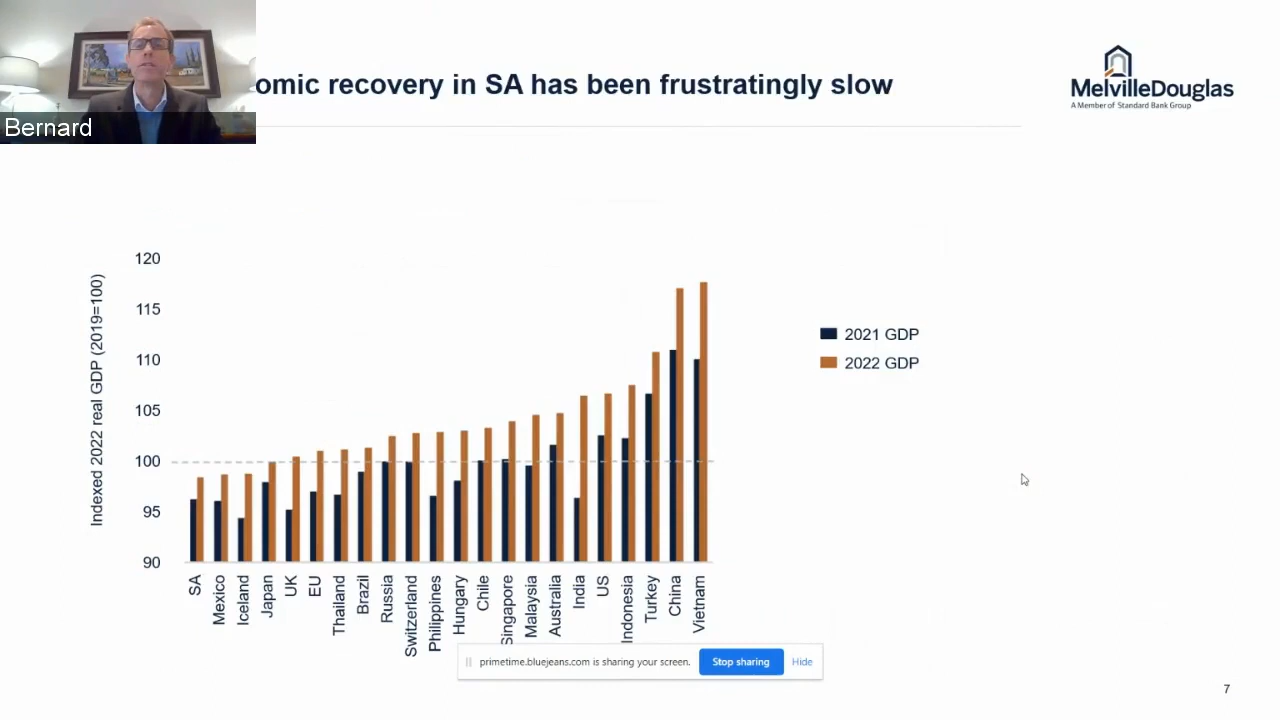 omic recovery in SA has been frustratingly slow
MelvilleDouglas
A Member of Standard Bank Group
Bernard
Indexed 2022 real GDP (2019=100)
120
115
110
105
100
95
90
2021 GDP
2022 GDP
SA
Mexico
Iceland
Japan
UK
EU
Thailand
Brazil
Russia
Switzerland
Philippines
Hungary
Chile
Singapore
Malaysia
Australia
India
US
Indonesia
Turkey
China
Vietnam
primetime.bluejeans.com is sharing your screen.
Stop sharing
Hide
7